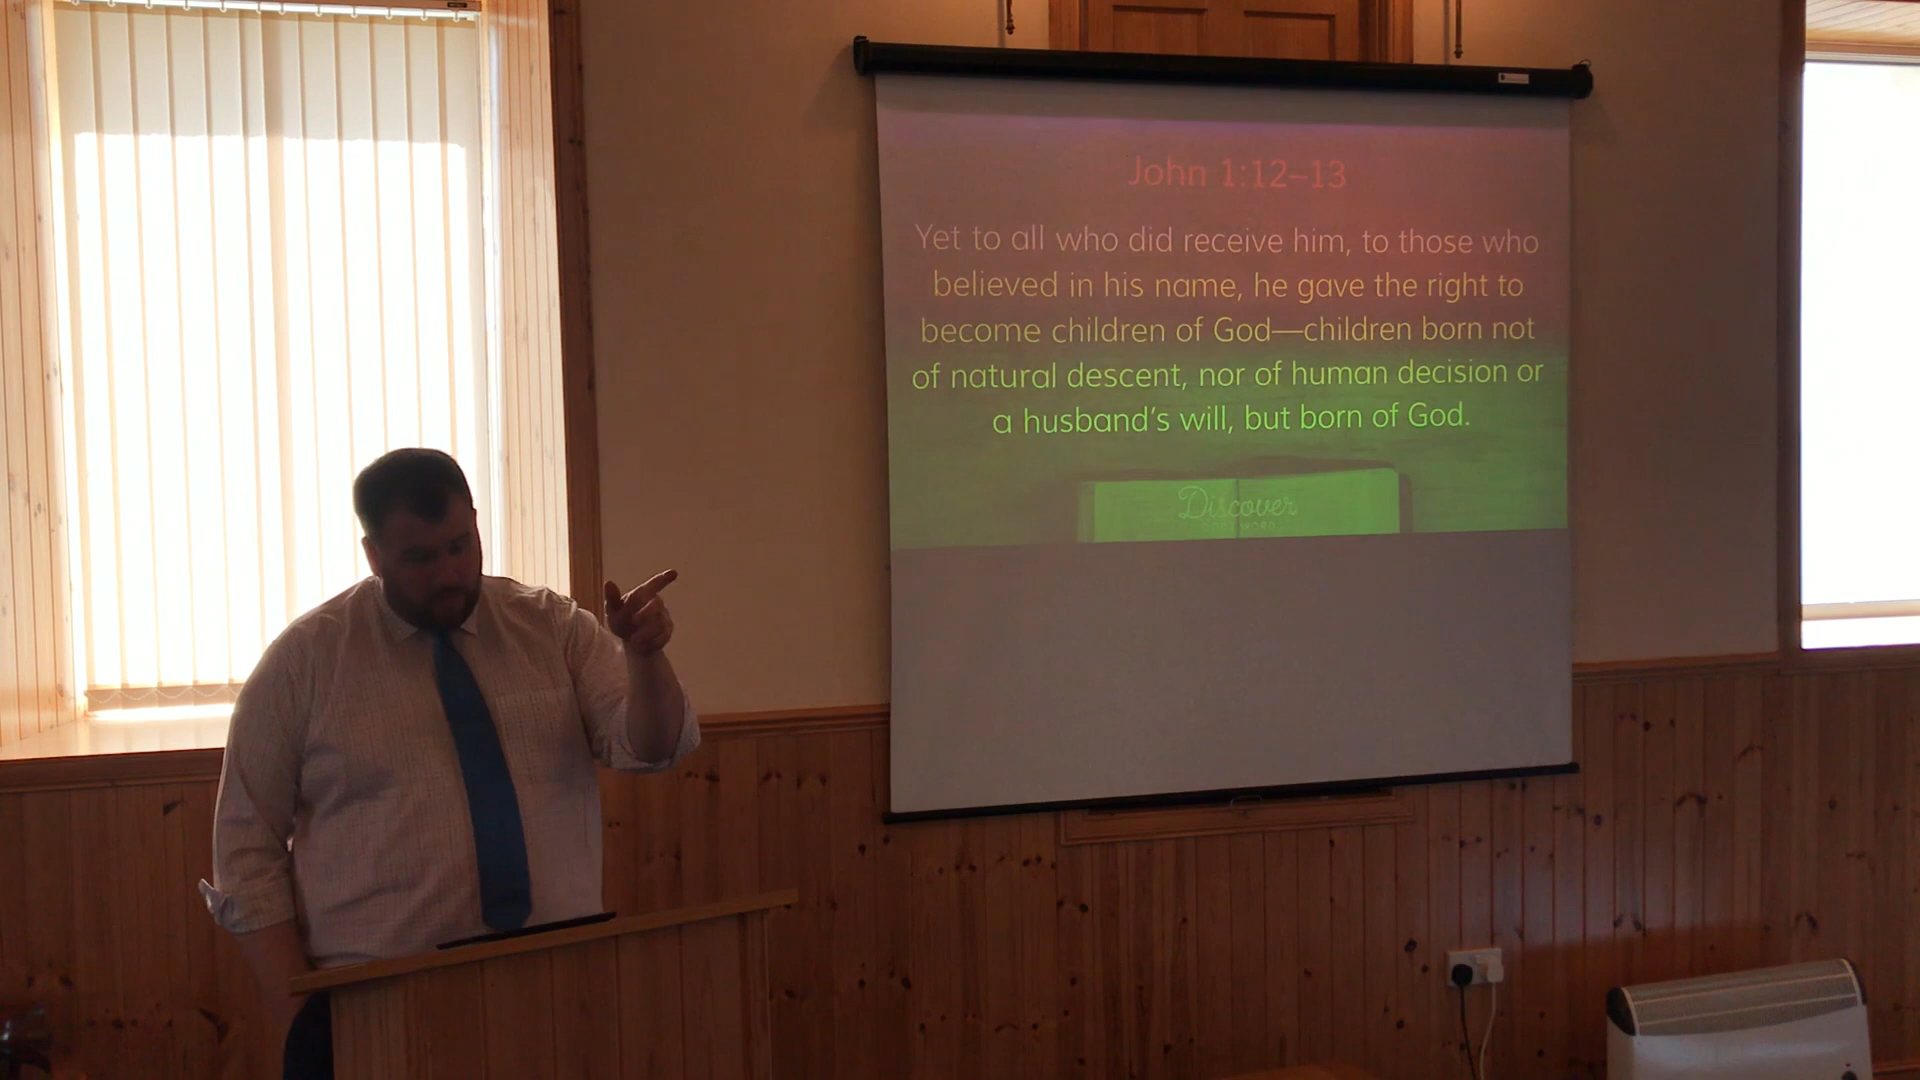 John 1:12–13
Yet to all who did receive him, to those who
believed in his name, he gave the right to
become children of God—children born not
of natural descent, nor of human decision or
a husband’s will, but born of God.
Discover
WORD